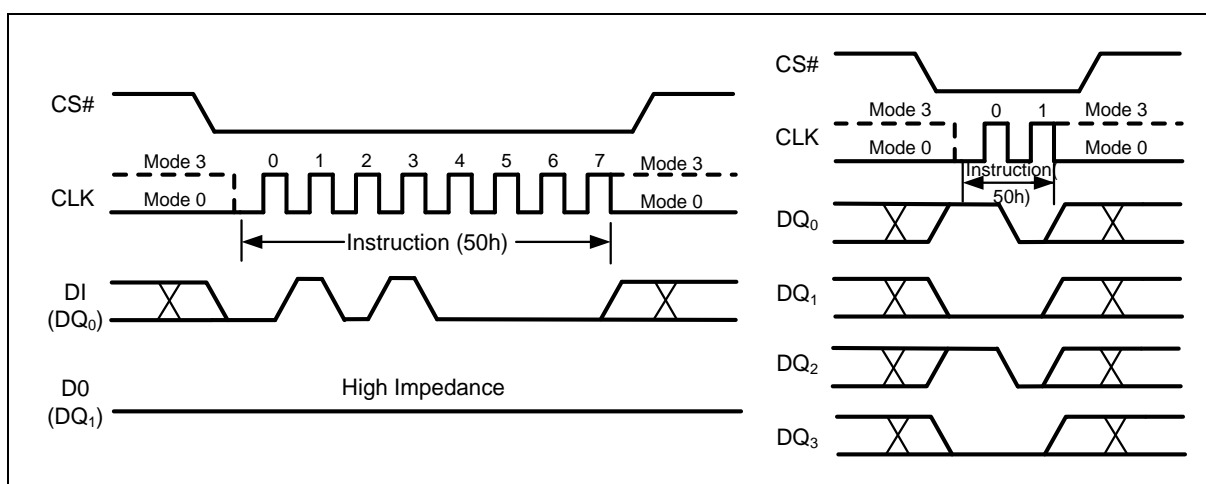 CS#
Mode 3 0 1 2 3 4 5 6 7 Mode 3
CLK Mode 0 Mode 0
Instruction (50h)
DI
(DQ0)
D0
(DQ1)
High Impedance
CS#
Mode 3 0 1 Mode 3
CLK
Mode 0 Mode 0
Instruction(
50h)
DQ0
DQ1
DQ2
DQ3